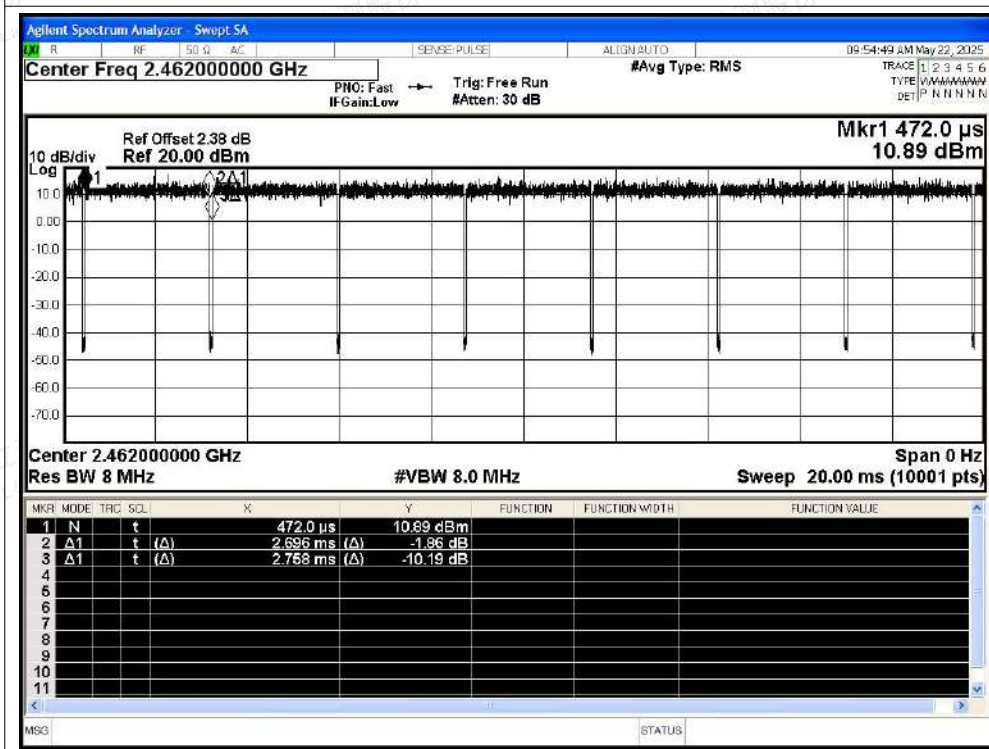 Agilent Spectrum Analyzer - Swept SA
LXI R RF 50 Ω AC SENSE:PULSE ALIGN AUTO 09:54:49 AM May 22, 2025
Center Freq 2.462000000 GHz #Avg Type: RMS TRACE 1 2 3 4 5 6
PNO: Fast Trig: Free Run TYPE
IFGain:Low #Atten: 30 dB DET P N N N N N
Mkr1 472.0 µs
Ref Offset 2.38 dB
10 dB/div Ref 20.00 dBm 10.89 dBm
Log
1 2Δ1
10.0
0.00
-10.0
-20.0
-30.0
-40.0
-50.0
-60.0
-70.0
Center 2.462000000 GHz Span 0 Hz
Res BW 8 MHz #VBW 8.0 MHz Sweep 20.00 ms (10001 pts)
MKR MODE TRC SCL X Y FUNCTION FUNCTION WIDTH FUNCTION VALUE
1 N t 472.0 µs 10.89 dBm
2 Δ1 t (Δ) 2.696 ms (Δ) -1.86 dB
3 Δ1 t (Δ) 2.758 ms (Δ) -10.19 dB
4
5
6
7
8
9
10
11
MSG STATUS